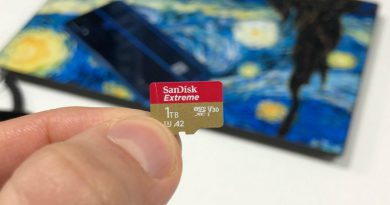 SanDisk
Extreme
1TB
microSD XC I V30
U3 A2